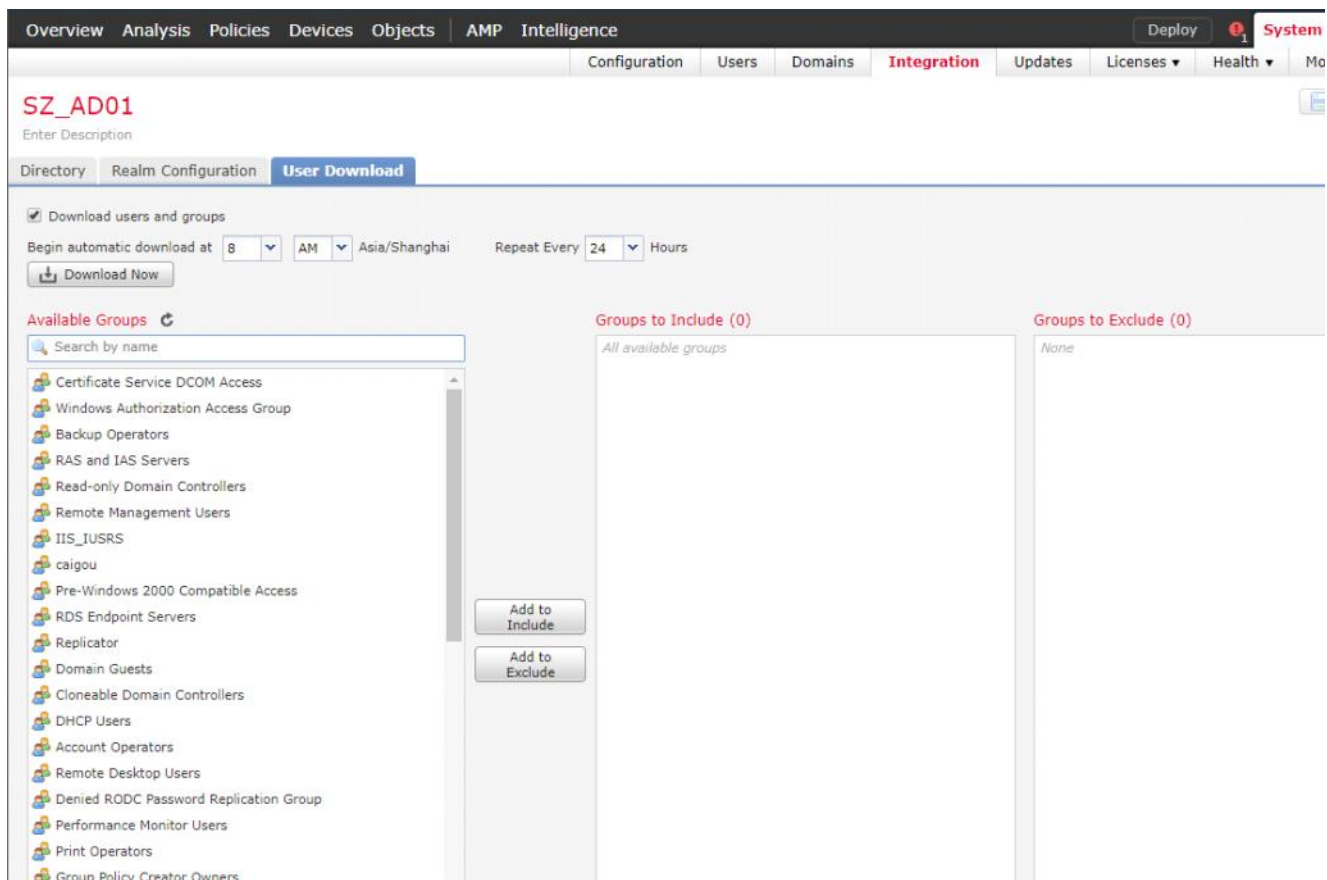 Overview Analysis Policies Devices Objects AMP Intelligence Deploy 1 System
Configuration Users Domains Integration Updates Licenses Health Mo
SZ_AD01
Enter Description
Directory Realm Configuration User Download
Download users and groups
Begin automatic download at 8 AM Asia/Shanghai Repeat Every 24 Hours
Download Now
Available Groups Groups to Include (0) Groups to Exclude (0)
Search by name All available groups None
Certificate Service DCOM Access
Windows Authorization Access Group
Backup Operators
RAS and IAS Servers
Read-only Domain Controllers
Remote Management Users
IIS_IUSRS
caigou
Pre-Windows 2000 Compatible Access
RDS Endpoint Servers
Add to
Include
Replicator
Domain Guests
Add to
Exclude
Cloneable Domain Controllers
DHCP Users
Account Operators
Remote Desktop Users
Denied RODC Password Replication Group
Performance Monitor Users
Print Operators
Group Policy Creator Owners